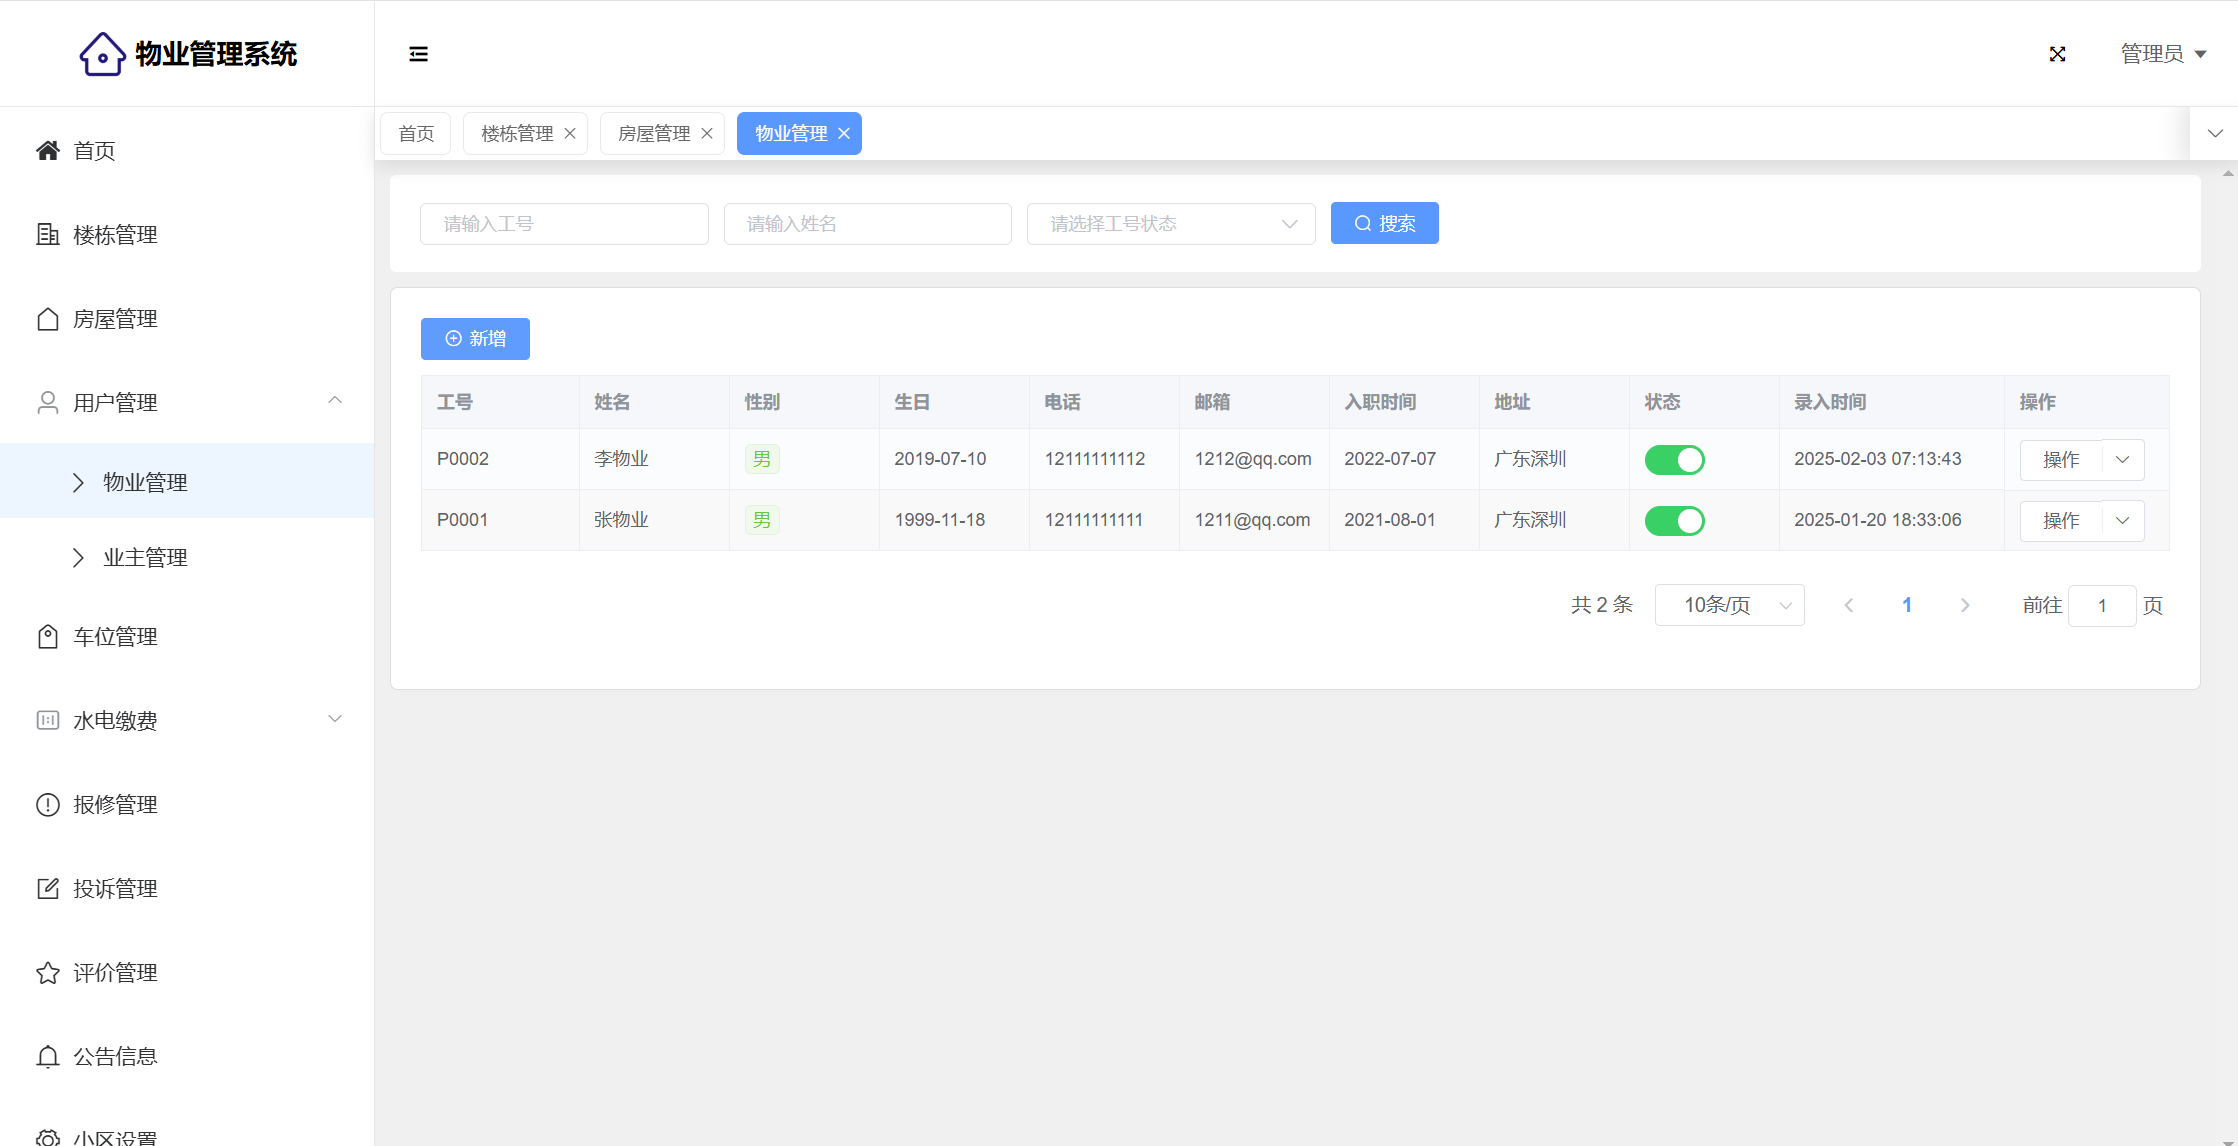 物业管理系统
管理员
首页
楼栋管理
房屋管理
用户管理
物业管理
业主管理
车位管理
水电缴费
报修管理
投诉管理
评价管理
公告信息
小区设置
首页 楼栋管理 房屋管理 物业管理
请输入工号 请输入姓名 请选择工号状态 搜索
新增
工号 姓名 性别 生日 电话 邮箱 入职时间 地址 状态 录入时间 操作
P0002 李物业 男 2019-07-10 12111111112 1212@qq.com 2022-07-07 广东深圳 2025-02-03 07:13:43 操作
P0001 张物业 男 1999-11-18 12111111111 1211@qq.com 2021-08-01 广东深圳 2025-01-20 18:33:06 操作
共 2 条 10条/页 1 前往 1 页